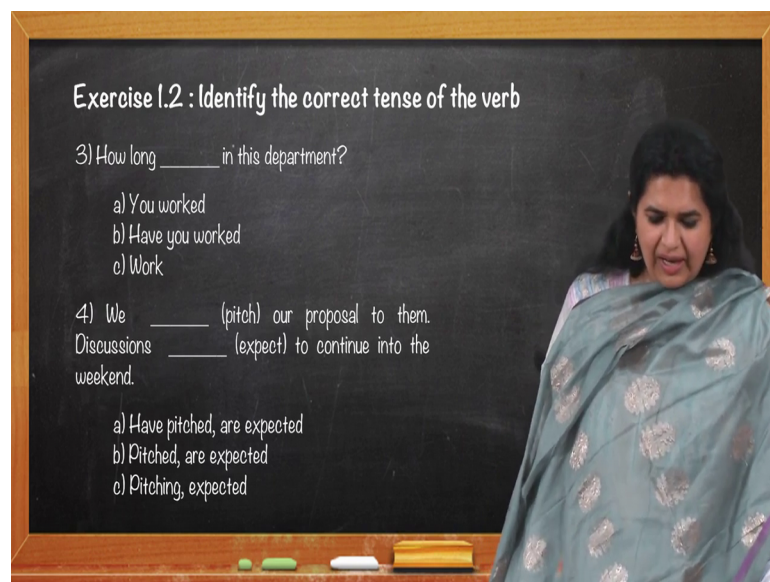 Exercise 1.2 : Identify the correct tense of the verb
3) How long ______ in this department?
a) You worked
b) Have you worked
c) Work
4) We ______ (pitch) our proposal to them.
Discussions ______ (expect) to continue into the
weekend.
a) Have pitched, are expected
b) Pitched, are expected
c) Pitching, expected